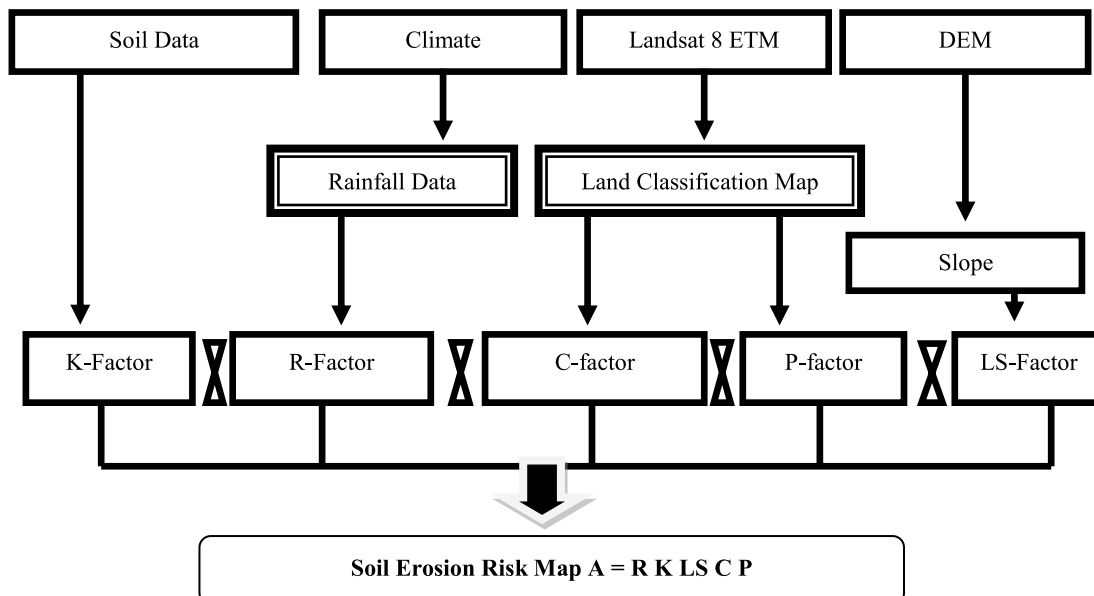 Soil Data
Climate
Landsat 8 ETM
DEM
Rainfall Data
Land Classification Map
Slope
K-Factor
R-Factor
C-factor
P-factor
LS-Factor
Soil Erosion Risk Map A = R K LS C P